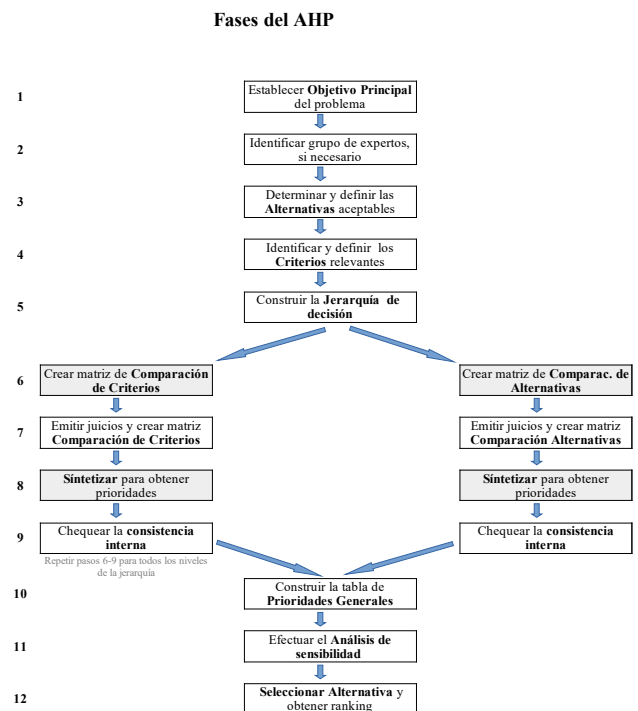 Fases del AHP
1
Establecer Objetivo Principal
del problema
2
Identificar grupo de expertos,
si necesario
3
Determinar y definir las
Alternativas aceptables
4
Identificar y definir los
Criterios relevantes
5
Construir la Jerarquía de
decisión
6
Crear matriz de Comparación
de Criterios
Crear matriz de Comparac. de
Alternativas
7
Emitir juicios y crear matriz
Comparación de Criterios
Emitir juicios y crear matriz
Comparación Alternativas
8
Síntetizar para obtener
prioridades
Síntetizar para obtener
prioridades
9
Chequear la consistencia
interna
Chequear la consistencia
interna
Repetir pasos 6-9 para todos los niveles
de la jerarquía
10
Construir la tabla de
Prioridades Generales
11
Efectuar el Análisis de
sensibilidad
12
Seleccionar Alternativa y
obtener ranking